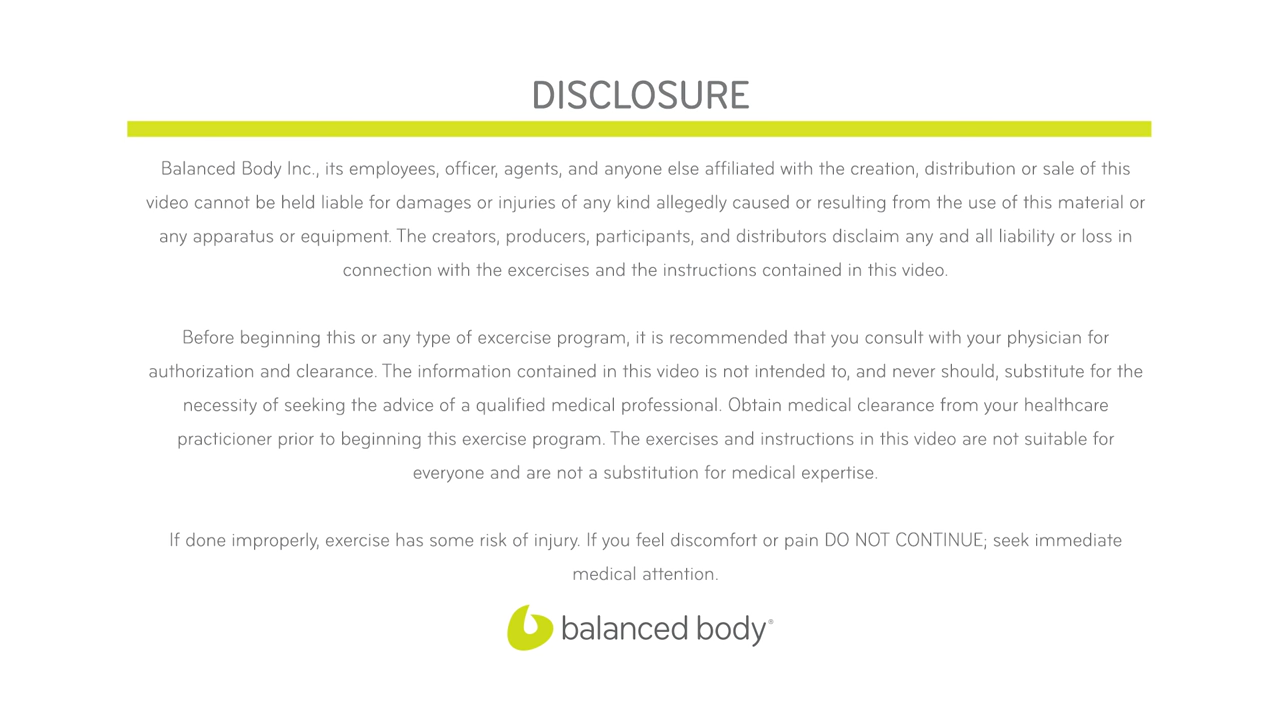 DISCLOSURE
Balanced Body Inc., its employees, officer, agents, and anyone else affiliated with the creation, distribution or sale of this
video cannot be held liable for damages or injuries of any kind allegedly caused or resulting from the use of this material or
any apparatus or equipment. The creators, producers, participants, and distributors disclaim any and all liability or loss in
connection with the excercises and the instructions contained in this video.
Before beginning this or any type of excercise program, it is recommended that you consult with your physician for
authorization and clearance. The information contained in this video is not intended to, and never should, substitute for the
necessity of seeking the advice of a qualified medical professional. Obtain medical clearance from your healthcare
practicioner prior to beginning this exercise program. The exercises and instructions in this video are not suitable for
everyone and are not a substitution for medical expertise.
If done improperly, exercise has some risk of injury. If you feel discomfort or pain DO NOT CONTINUE; seek immediate
medical attention.
balanced body®